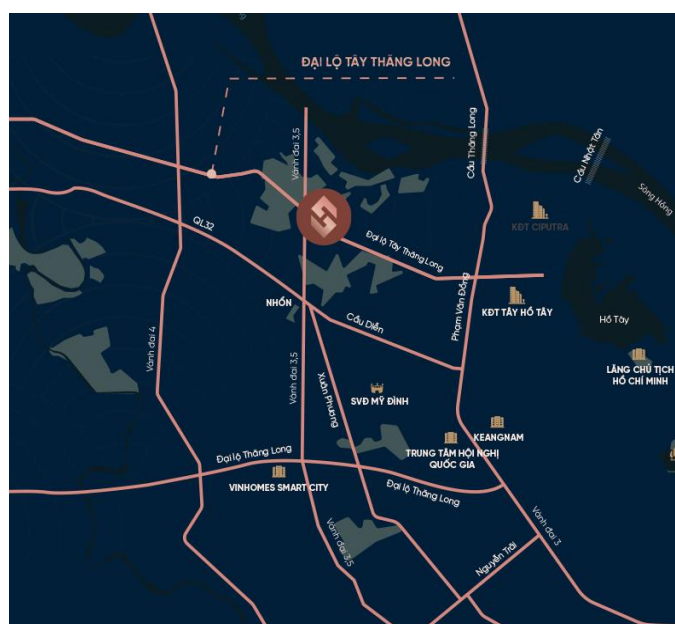 Sông Hồng
ĐẠI LỘ TÂY THĂNG LONG
Vành đai 3,5
Cầu Thăng Long
Cầu Nhật Tân
Sông Hồng
KĐT CIPUTRA
QL32
Đại lộ Tây Thăng Long
KĐT TÂY HỒ TÂY
NHỔN
Cầu Diễn
Phạm Văn Đồng
Hồ Tây
Vành đai 4
Vành đai 3,5
Xuân Phương
LĂNG CHỦ TỊCH
HỒ CHÍ MINH
SVĐ MỸ ĐÌNH
KEANGNAM
TRUNG TÂM HỘI NGHỊ
QUỐC GIA
Đại lộ Thăng Long
VINHOMES SMART CITY
Đại lộ Thăng Long
Vành đai 3
Vành đai 3,5
Nguyễn Trãi